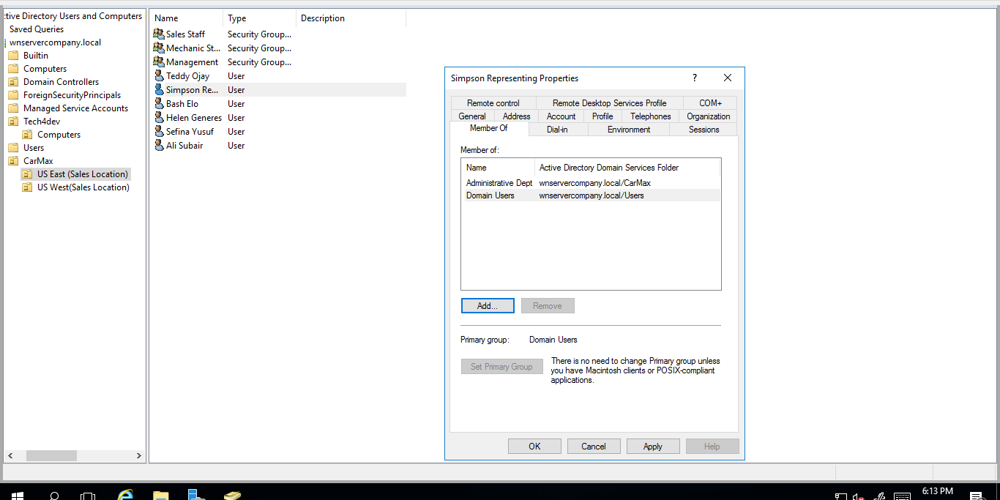 ctive Directory Users and Computers
Saved Queries
wnservercompany.local
Builtin
Computers
Domain Controllers
ForeignSecurityPrincipals
Managed Service Accounts
Tech4dev
Computers
Users
CarMax
US East (Sales Location)
US West(Sales Location)
Name Type Description
Sales Staff Security Group...
Mechanic St... Security Group...
Management Security Group...
Teddy Ojay User
Simpson Re... User
Bash Elo User
Helen Generes User
Sefina Yusuf User
Ali Subair User
Simpson Representing Properties ?
Remote control Remote Desktop Services Profile COM+
General Address Account Profile Telephones Organization
Member Of Dial-in Environment Sessions
Member of:
Name Active Directory Domain Services Folder
Administrative Dept wnservercompany.local/CarMax
Domain Users wnservercompany.local/Users
Add... Remove
Primary group: Domain Users
Set Primary Group
There is no need to change Primary group unless
you have Macintosh clients or POSIX-compliant
applications.
OK Cancel Apply Help
6:13 PM